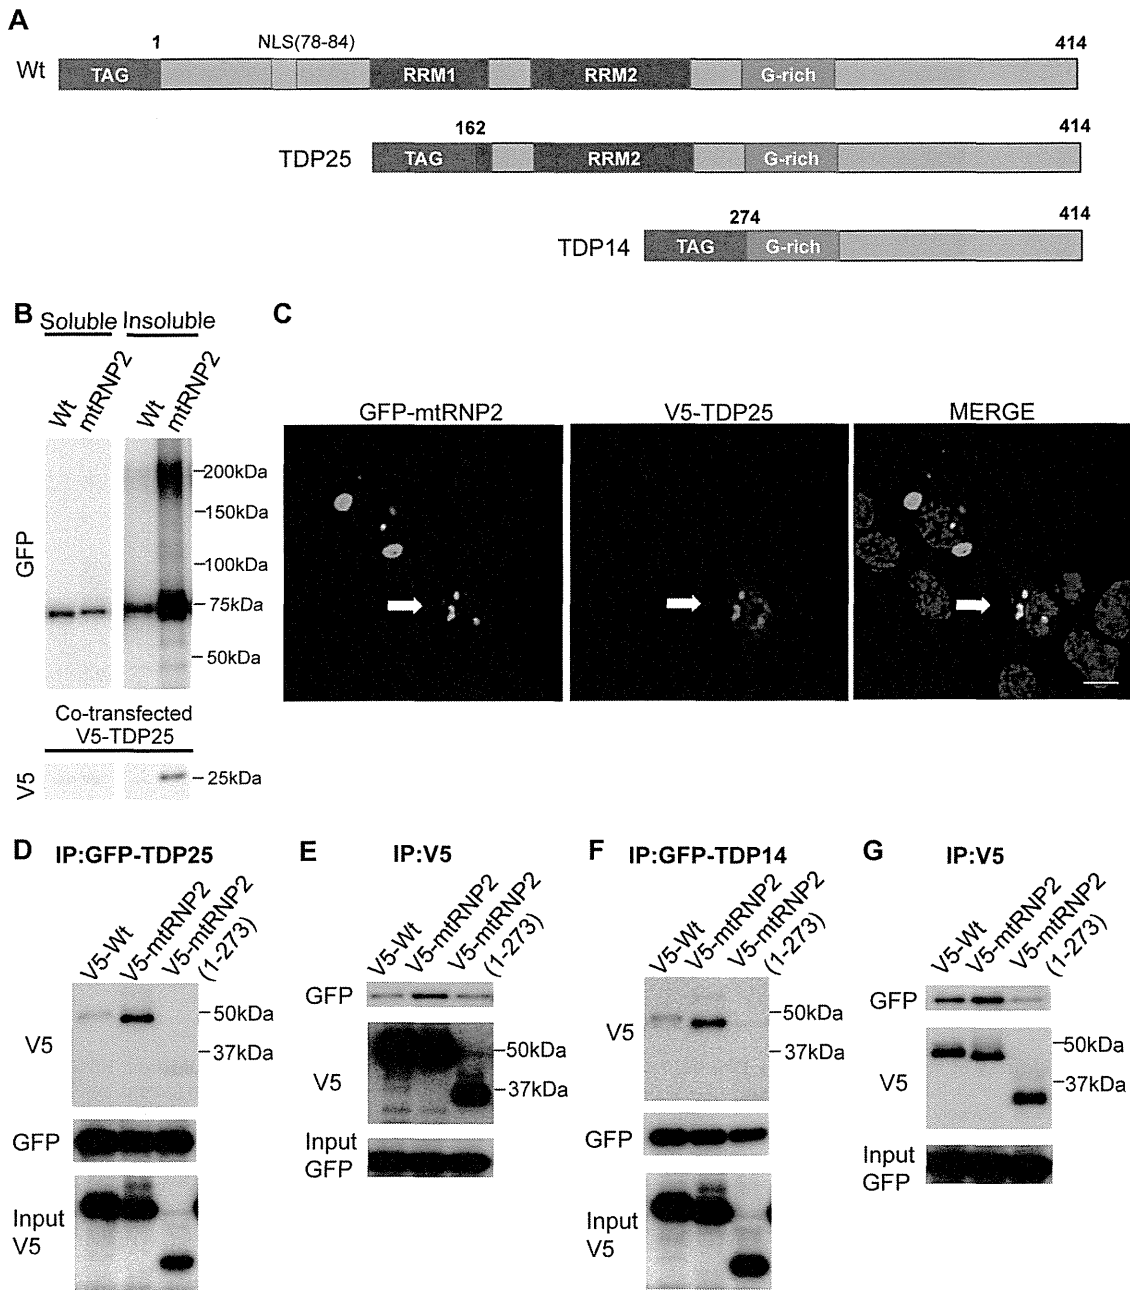 A
1 NLS(78-84) 414
Wt TAG RRM1 RRM2 G-rich
162 414
TDP25 TAG RRM2 G-rich
274 414
TDP14 TAG G-rich
B
Soluble Insoluble
Wt mtRNP2 Wt mtRNP2
GFP
200kDa
150kDa
100kDa
75kDa
50kDa
Co-transfected
V5-TDP25
V5
25kDa
C
GFP-mtRNP2 V5-TDP25 MERGE
D IP:GFP-TDP25
V5-Wt
V5-mtRNP2
V5-mtRNP2
(1-273)
V5
50kDa
37kDa
GFP
Input
V5
E IP:V5
V5-Wt
V5-mtRNP2
V5-mtRNP2
(1-273)
GFP
V5
50kDa
37kDa
Input
GFP
F IP:GFP-TDP14
V5-Wt
V5-mtRNP2
V5-mtRNP2
(1-273)
V5
50kDa
37kDa
GFP
Input
V5
G IP:V5
V5-Wt
V5-mtRNP2
V5-mtRNP2
(1-273)
GFP
V5
50kDa
37kDa
Input
GFP